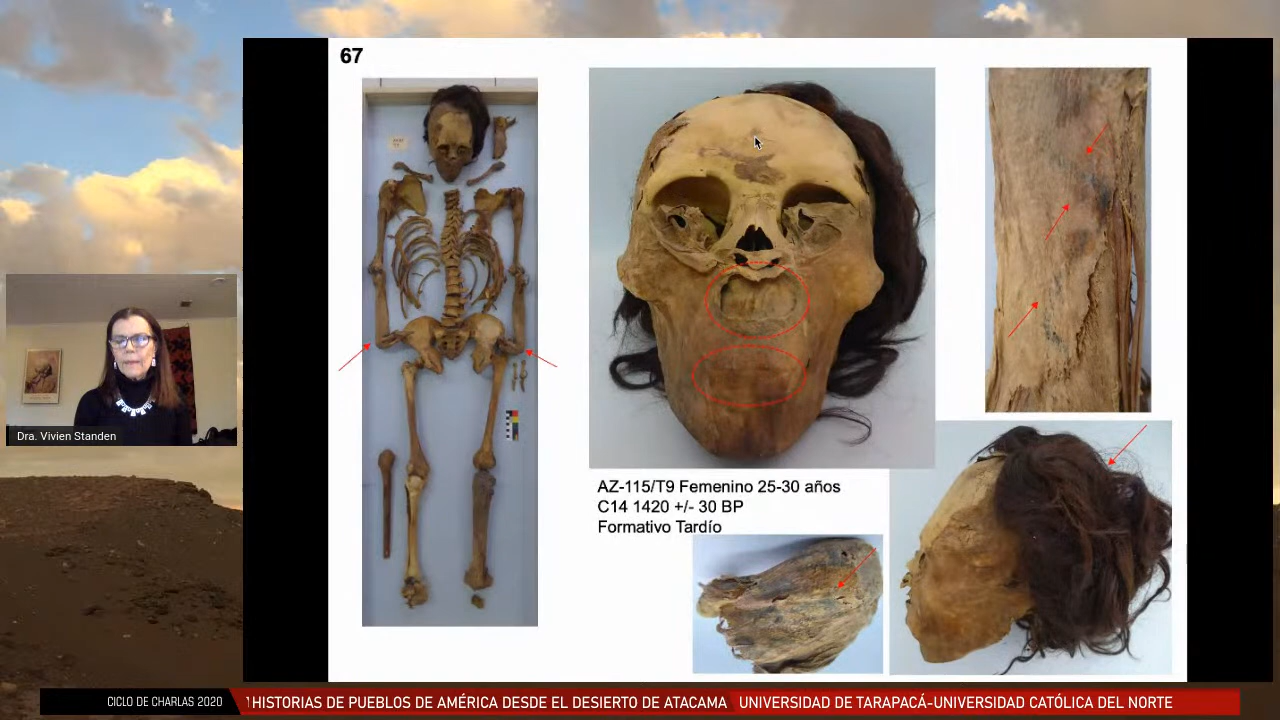 67
AZ-115/T9 Femenino 25-30 años
C14 1420 +/- 30 BP
Formativo Tardío
Dra. Vivien Standen
CICLO DE CHARLAS 2020
HISTORIAS DE PUEBLOS DE AMÉRICA DESDE EL DESIERTO DE ATACAMA
UNIVERSIDAD DE TARAPACÁ-UNIVERSIDAD CATÓLICA DEL NORTE